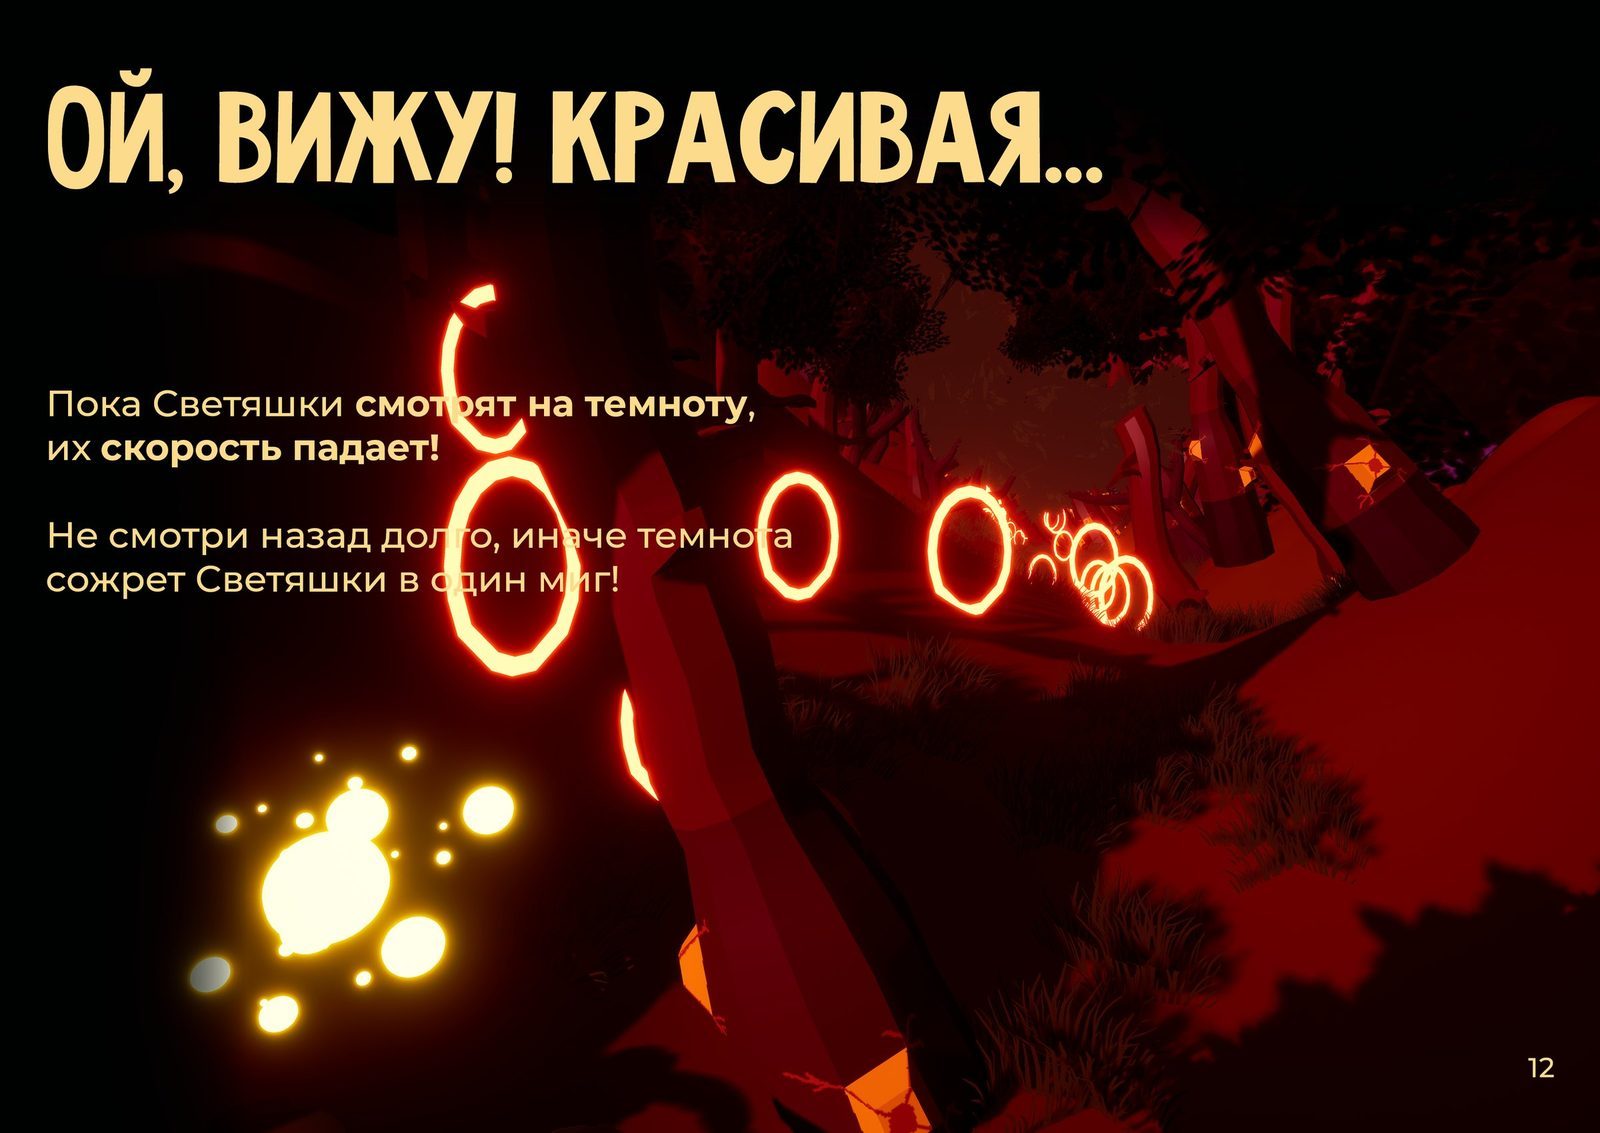 ОЙ, ВИЖУ! КРАСИВАЯ...
Пока Светяшки смотрят на темноту,
их скорость падает!
Не смотри назад долго, иначе темнота
сожрет Светяшки в один миг!
12